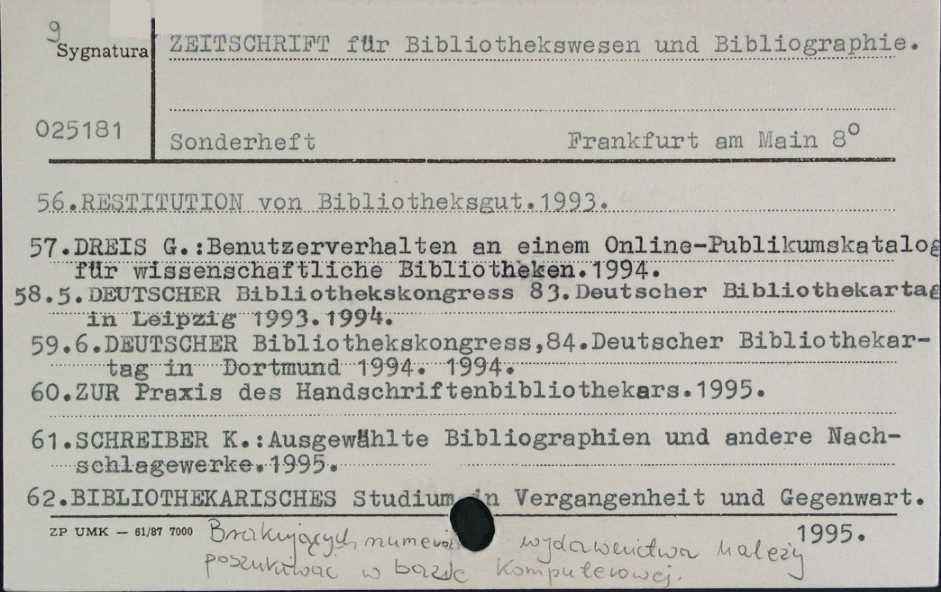 9
Sygnatura
ZEITSCHRIFT für Bibliothekswesen und Bibliographie.
025181
Sonderheft Frankfurt am Main 8°
56.RESTITUTION von Bibliotheksgut.1993.
57.DREIS G.:Benutzerverhalten an einem Online-Publikumskatalog
für wissenschaftliche Bibliotheken.1994.
58.5.DEUTSCHER Bibliothekskongress 83.Deutscher Bibliothekartag
in Leipzig 1993.1994.
59.6.DEUTSCHER Bibliothekskongress,84.Deutscher Bibliothekar-
tag in Dortmund 1994. 1994.
60.ZUR Praxis des Handschriftenbibliothekars.1995.
61.SCHREIBER K.:Ausgewählte Bibliographien und andere Nach-
schlagewerke.1995.
62.BIBLIOTHEKARISCHES Studium in Vergangenheit und Gegenwart.
1995.
ZP UMK — 61/87 7000
Brakujących numerów wydawnictwa należy
poszukiwać w bazie komputerowej.